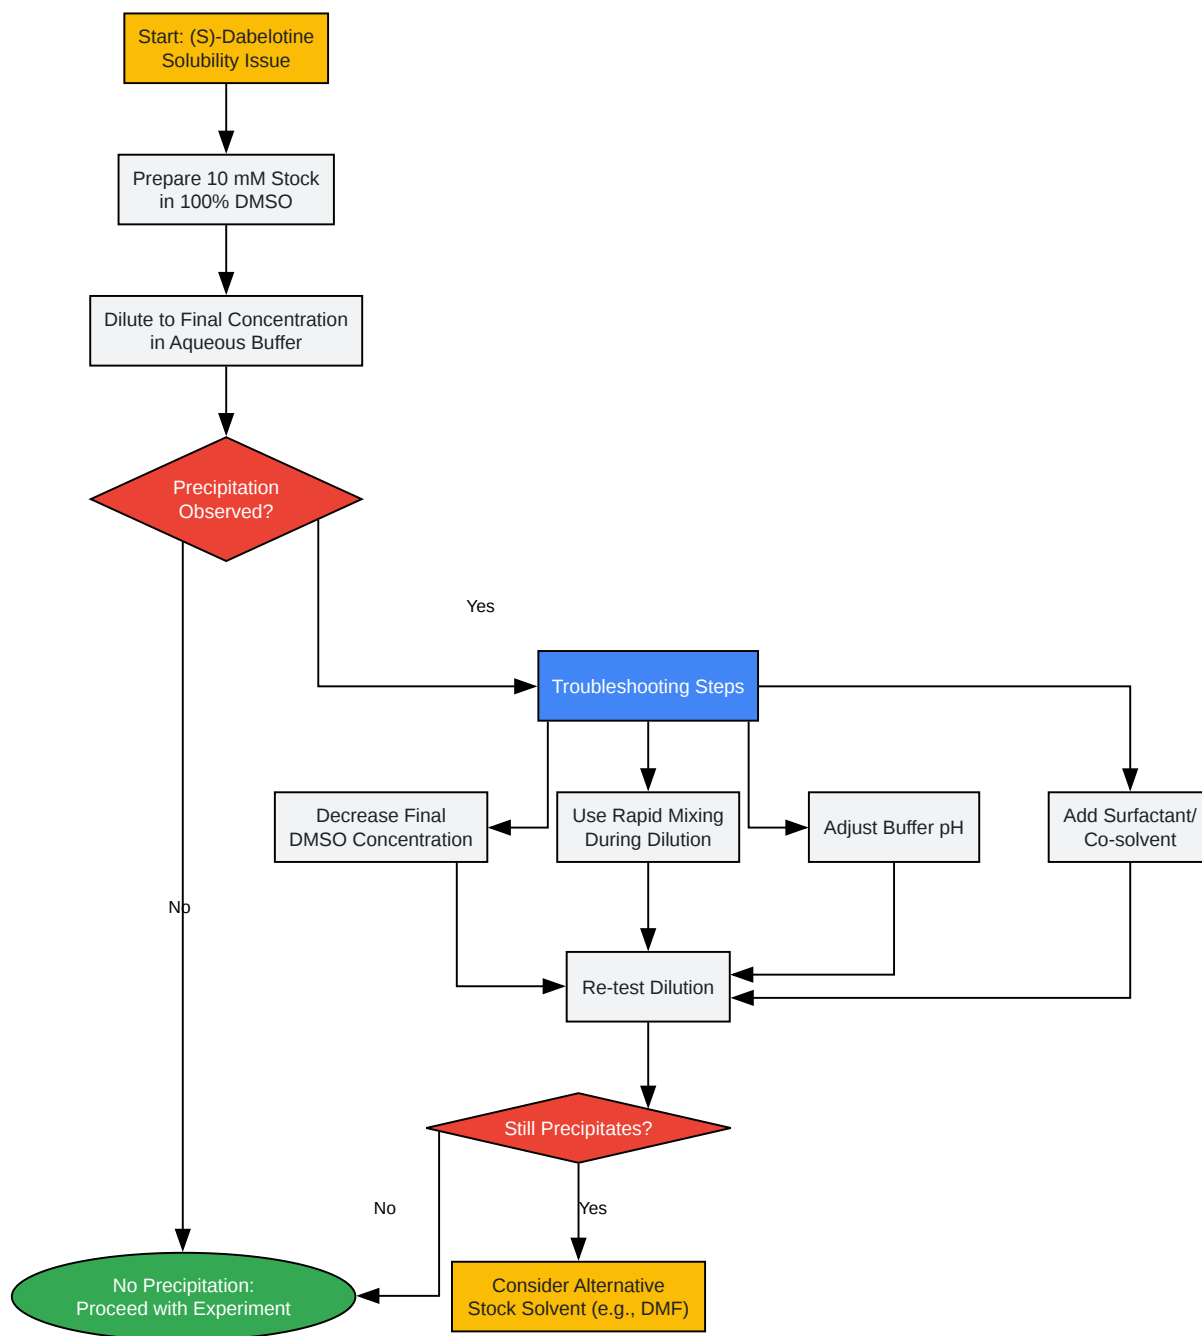 Start: (S)-Dabelotine
Solubility Issue
Prepare 10 mM Stock
in 100% DMSO
Dilute to Final Concentration
in Aqueous Buffer
Precipitation
Observed?
Yes
Troubleshooting Steps
Decrease Final
DMSO Concentration
Use Rapid Mixing
During Dilution
Adjust Buffer pH
Add Surfactant/
Co-solvent
No
Re-test Dilution
Still Precipitates?
No
Yes
No Precipitation:
Proceed with Experiment
Consider Alternative
Stock Solvent (e.g., DMF)